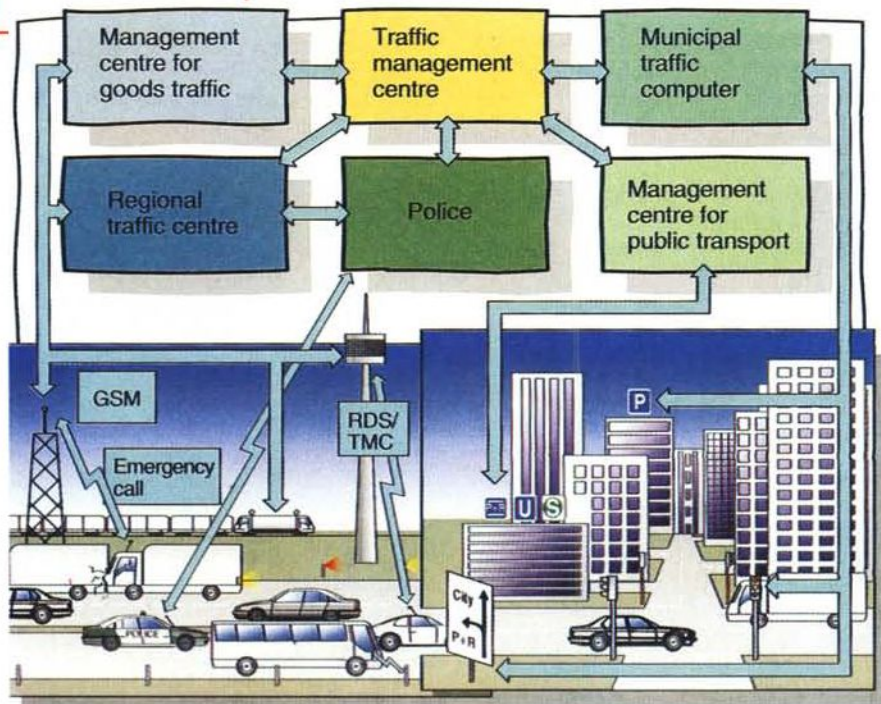 Management
centre for
goods traffic
Traffic
management
centre
Municipal
traffic
computer
Regional
traffic centre
Police
Management
centre for
public transport
GSM
Emergency
call
RDS/
TMC
P
U S
City
P+R
POLICE